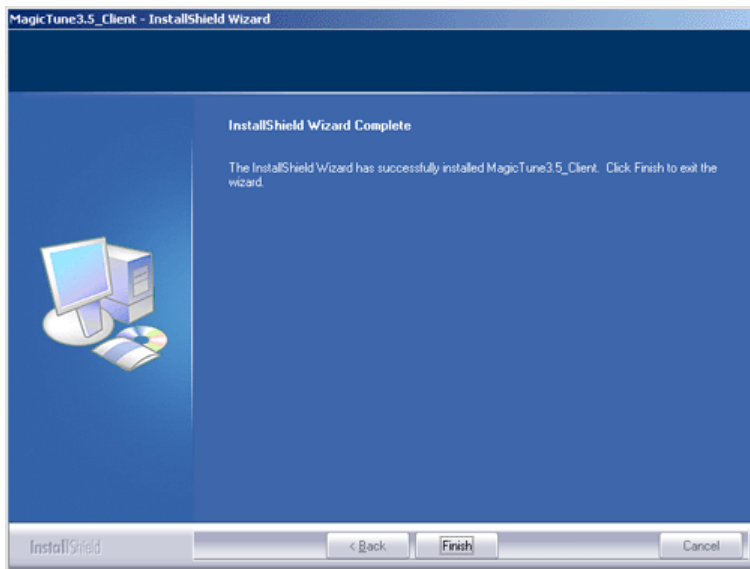 MagicTune3.5_Client - InstallShield Wizard
InstallShield Wizard Complete
The InstallShield Wizard has successfully installed MagicTune3.5_Client. Click Finish to exit the
wizard.
InstallShield
< Back
Finish
Cancel